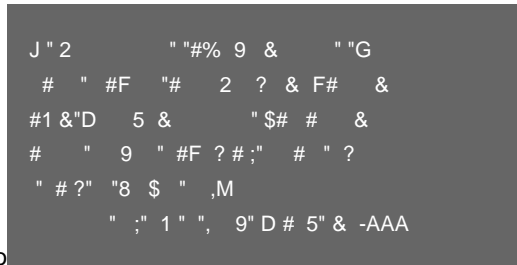 J " 2 " "#% 9 & " "G
# " #F "# 2 ? & F# &
#1 &"D 5 & " $# # &
# " 9 " #F ? # ;" # " ?
" # ?" "8 $ " ,M
" ;" 1 " ", 9" D # 5" & -AAA